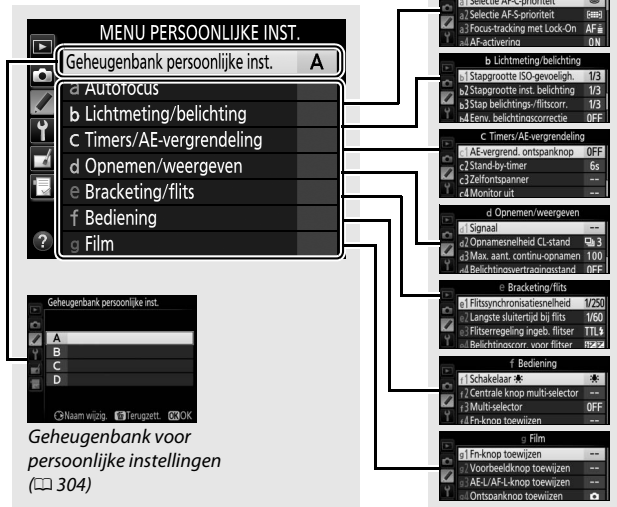 MENU PERSOONLIJKE INST.
Geheugenbank persoonlijke inst. A
a Autofocus
b Lichtmeting/belichting
c Timers/AE-vergrendeling
d Opnemen/weergeven
e Bracketing/flits
f Bediening
g Film
Geheugenbank persoonlijke inst.
A
B
C
D
Naam wijzig. Terugzett. OK OK
Geheugenbank voor
persoonlijke instellingen
(304)
a1 Selectie AF-C-prioriteit
a2 Selectie AF-S-prioriteit
a3 Focus-tracking met Lock-On AF
a4 AF-activering ON
b Lichtmeting/belichting
b1 Stapgrootte ISO-gevoeligh. 1/3
b2 Stapgrootte inst. belichting 1/3
b3 Stap belichtings-/flitscorr. 1/3
b4 Eenv. belichtingscorrectie OFF
c Timers/AE-vergrendeling
c1 AE-vergrend. ontspanknop OFF
c2 Stand-by-timer 6s
c3 Zelfontspanner --
c4 Monitor uit --
d Opnemen/weergeven
d1 Signaal --
d2 Opnamesnelheid CL-stand 3
d3 Max. aant. continu-opnamen 100
d4 Belichtingsvertragingsstand OFF
e Bracketing/flits
e1 Flitssynchronisatiesnelheid 1/250
e2 Langste sluitertijd bij flits 1/60
e3 Flitserregeling ingeb. flitser TTL
e4 Belichtingscorr. voor flitser
f Bediening
f1 Schakelaar
f2 Centrale knop multi-selector --
f3 Multi-selector OFF
f4 Fn-knop toewijzen --
g Film
g1 Fn-knop toewijzen --
g2 Voorbeeldknop toewijzen --
g3 AE-L/AF-L-knop toewijzen --
g4 Ontspanknop toewijzen